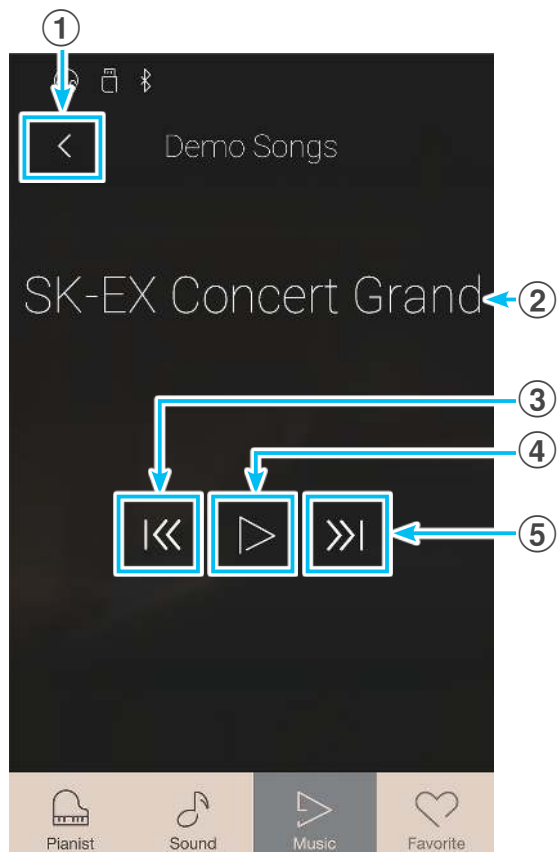 ①
Demo Songs
SK-EX Concert Grand
②
③
④
⑤
Pianist Sound Music Favorite